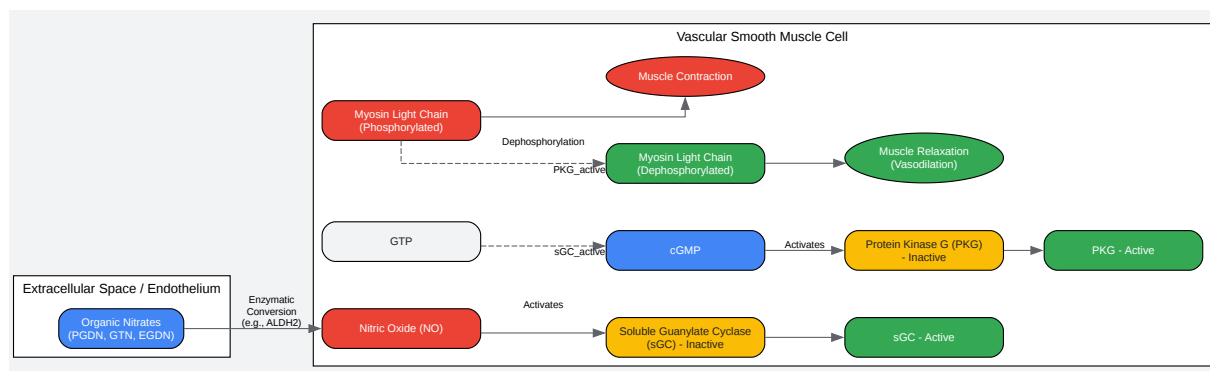 Vascular Smooth Muscle Cell
Muscle Contraction
Myosin Light Chain
(Phosphorylated)
Dephosphorylation
PKG_active
Myosin Light Chain
(Dephosphorylated)
Muscle Relaxation
(Vasodilation)
GTP
sGC_active
cGMP
Activates
Protein Kinase G (PKG)
- Inactive
PKG - Active
Extracellular Space / Endothelium
Organic Nitrates
(PGDN, GTN, EGDN)
Enzymatic
Conversion
(e.g., ALDH2)
Nitric Oxide (NO)
Activates
Soluble Guanylate Cyclase
(sGC) - Inactive
sGC - Active